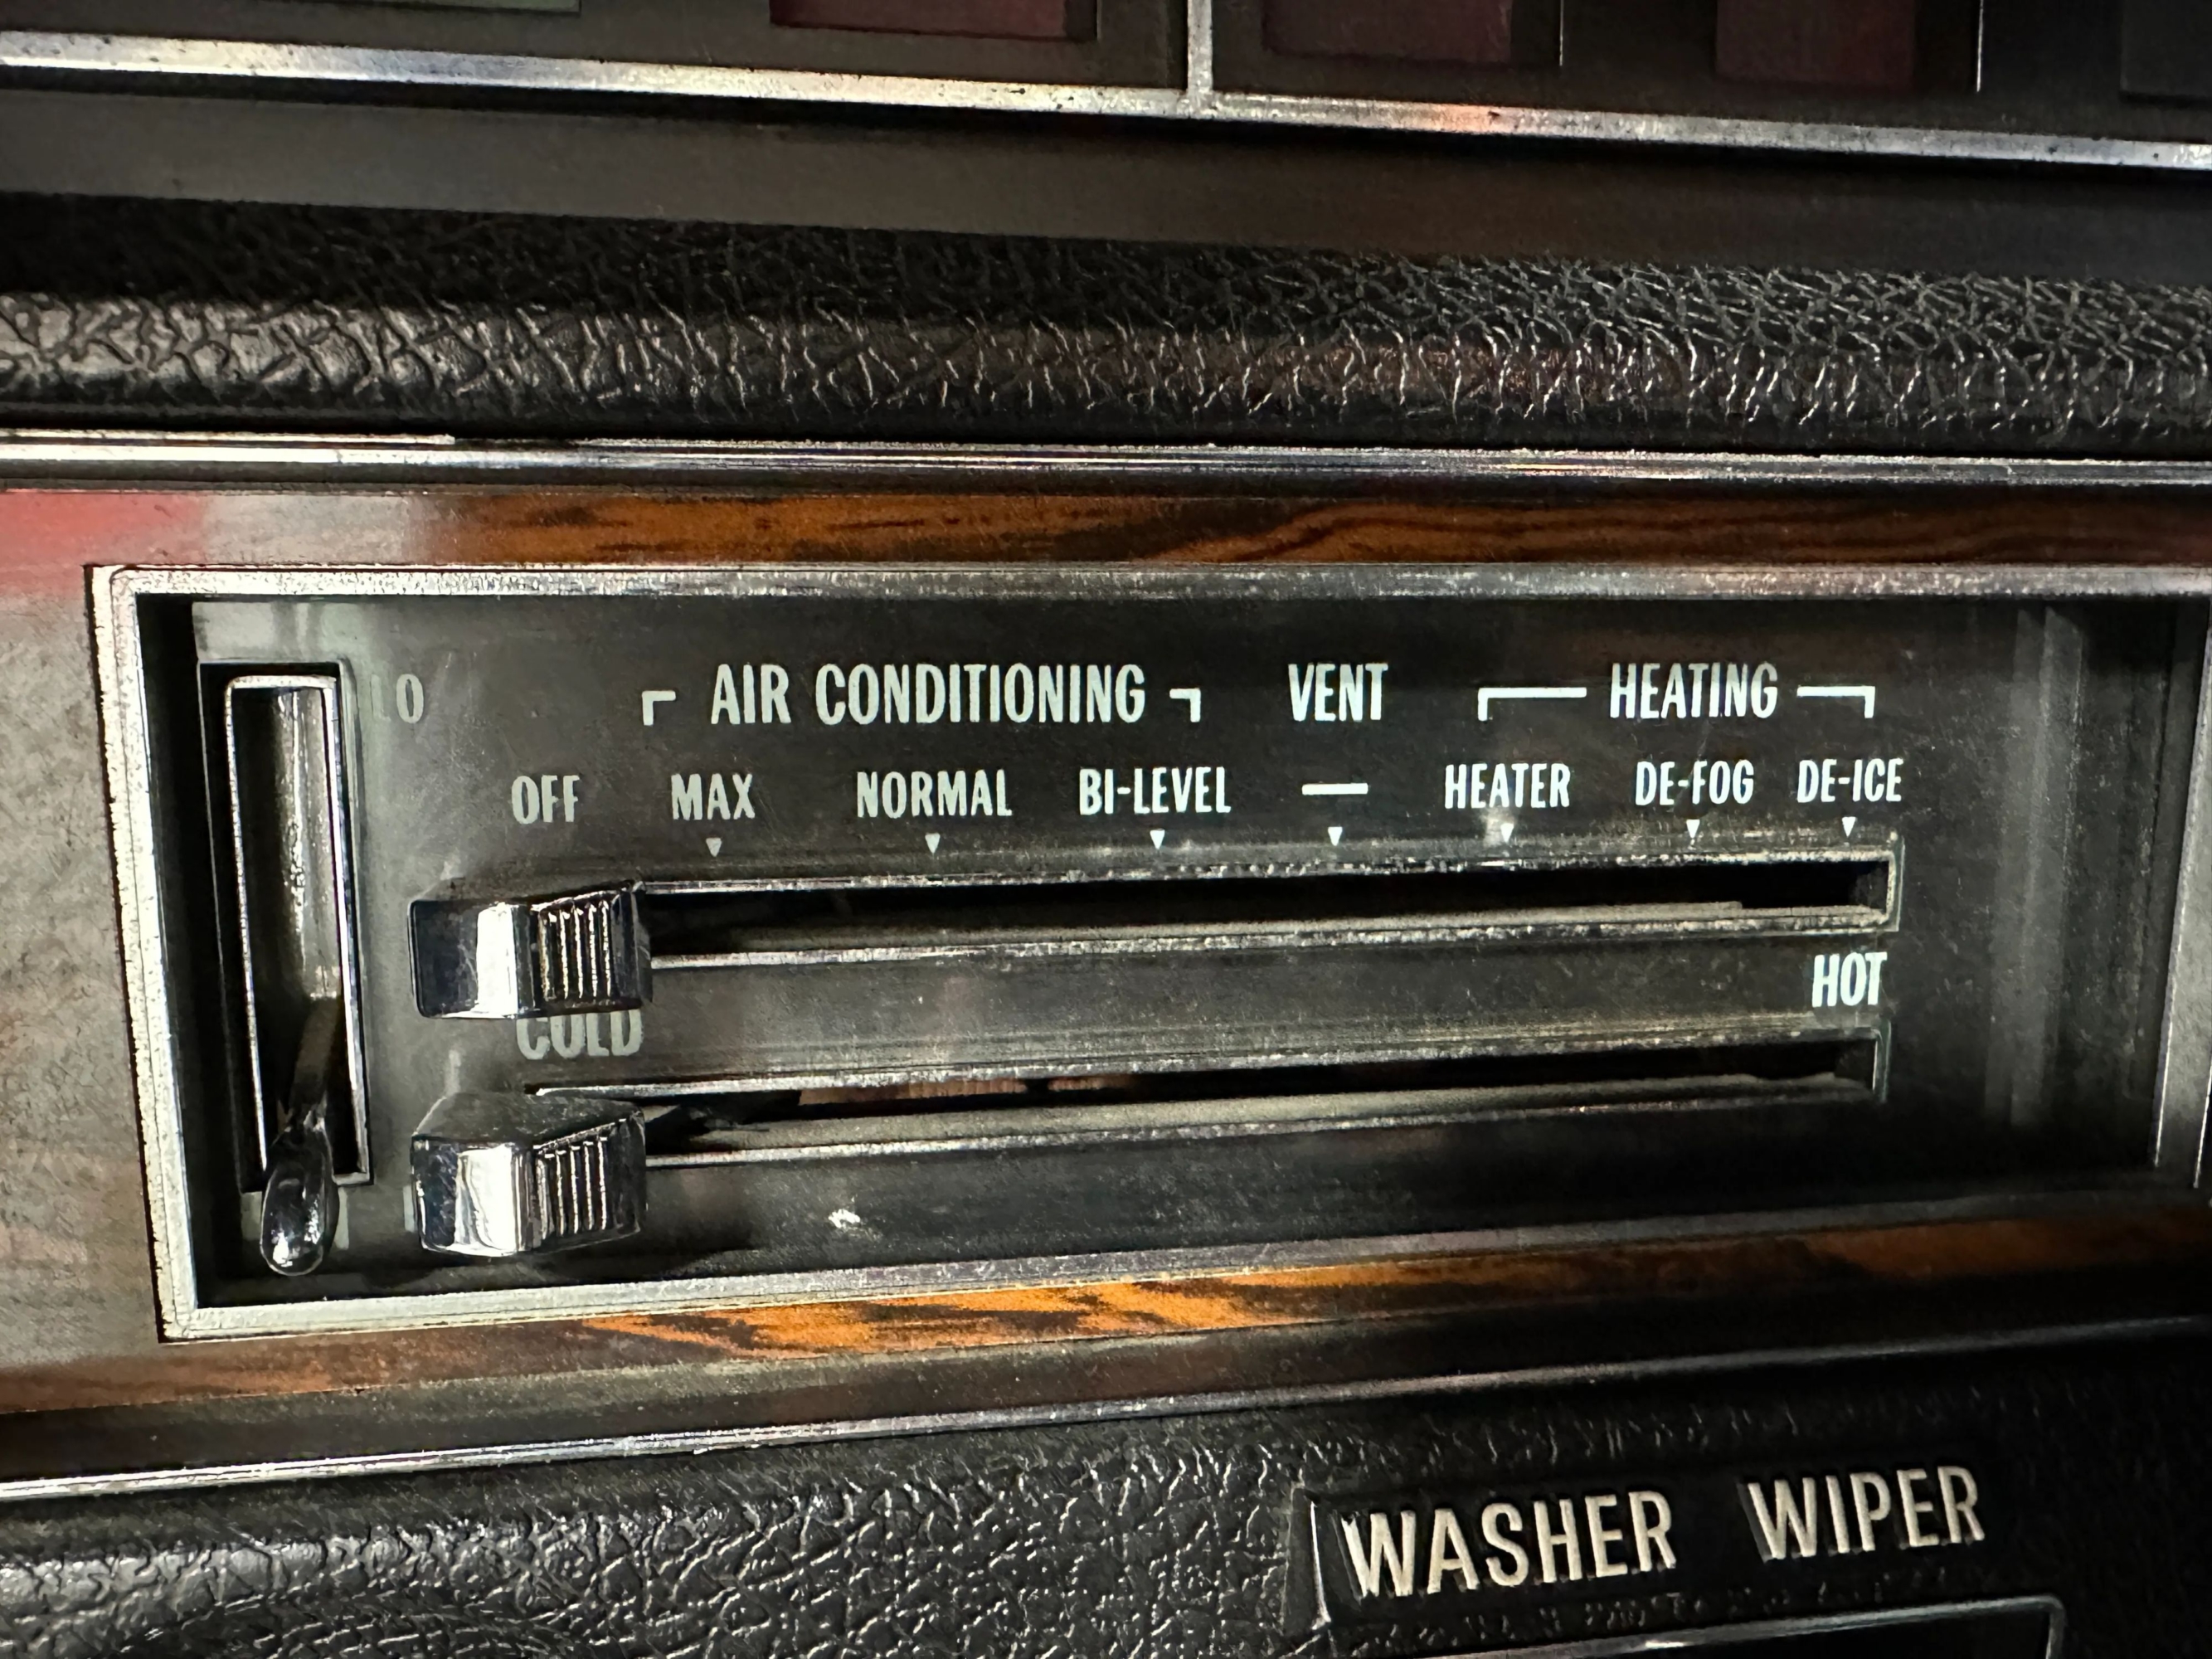 LO
AIR CONDITIONING VENT HEATING
OFF MAX NORMAL BI-LEVEL — HEATER DE-FOG DE-ICE
HOT
COLD
WASHER WIPER